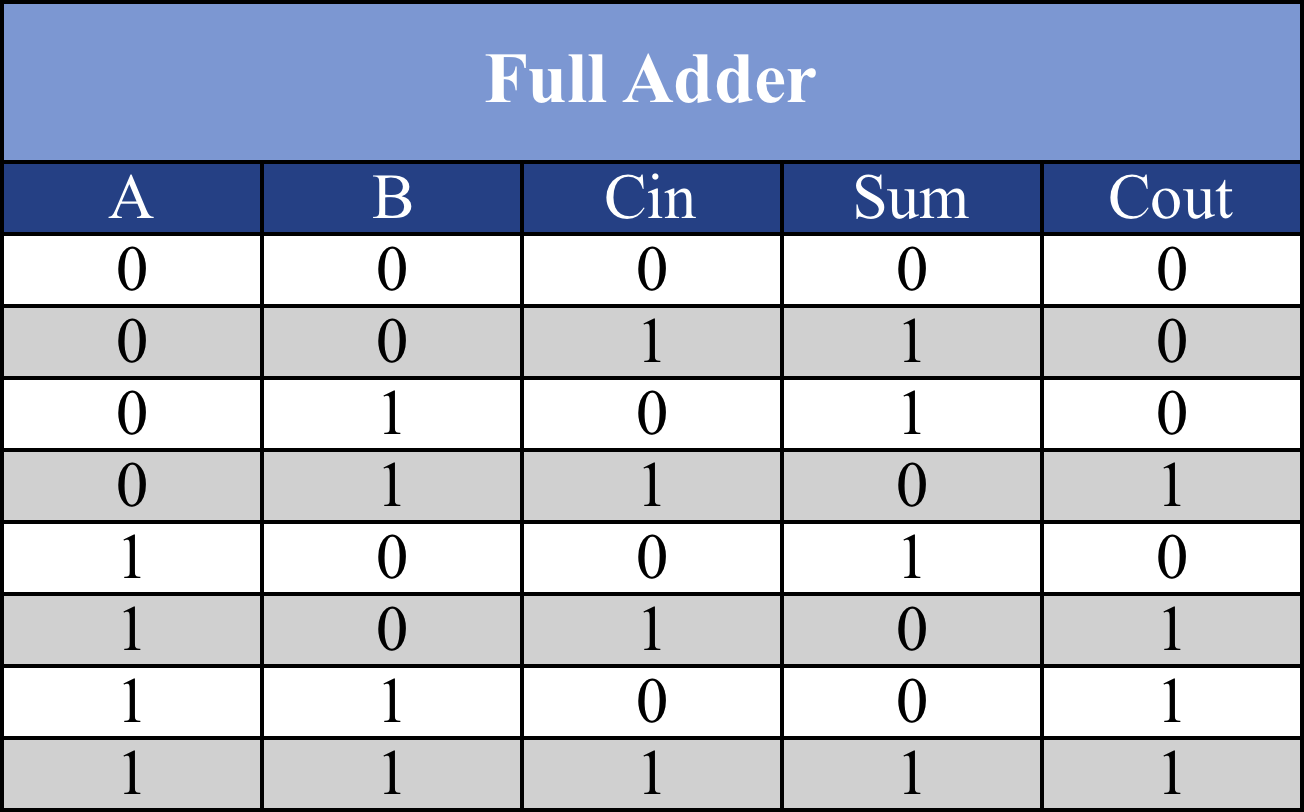 Full Adder
A B Cin Sum Cout
0 0 0 0 0
0 0 1 1 0
0 1 0 1 0
0 1 1 0 1
1 0 0 1 0
1 0 1 0 1
1 1 0 0 1
1 1 1 1 1